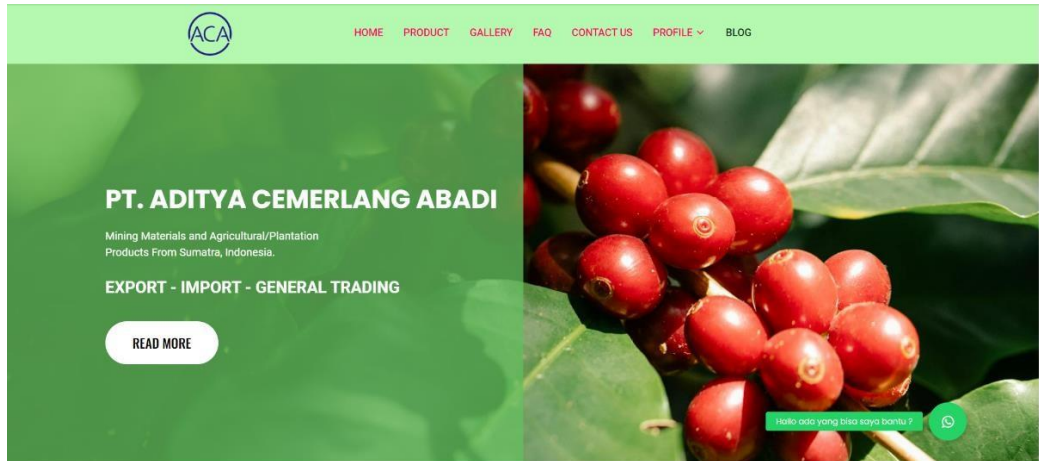 ACA
HOME PRODUCT GALLERY FAQ CONTACT US PROFILE BLOG
PT. ADITYA CEMERLANG ABADI
Mining Materials and Agricultural/Plantation
Products From Sumatra, Indonesia.
EXPORT - IMPORT - GENERAL TRADING
READ MORE
Hallo ada yang bisa saya bantu ?